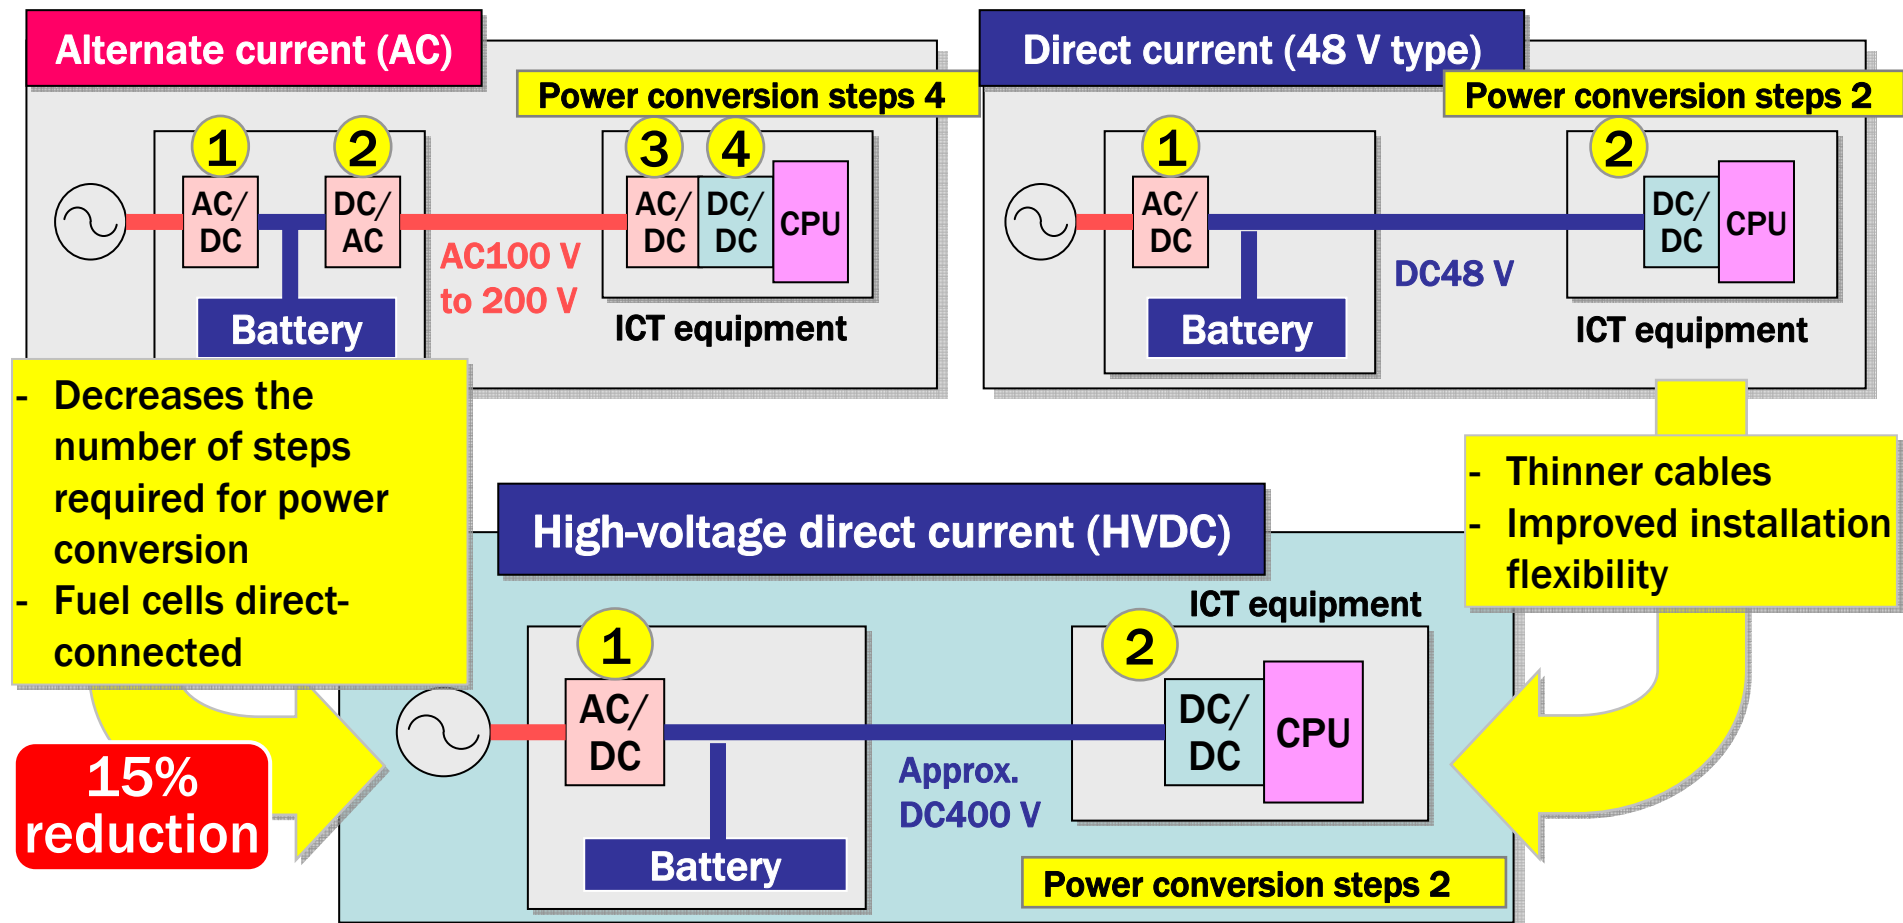 Alternate current (AC)
Power conversion steps 4
1
2
3
4
AC/
DC
DC/
AC
AC/
DC
DC/
DC
CPU
AC100 V
to 200 V
Battery
ICT equipment
Direct current (48 V type)
Power conversion steps 2
1
2
AC/
DC
DC/
DC
CPU
DC48 V
Battery
ICT equipment
- Decreases the
number of steps
required for power
conversion
- Fuel cells direct-
connected
15%
reduction
- Thinner cables
- Improved installation
flexibility
High-voltage direct current (HVDC)
ICT equipment
1
2
AC/
DC
DC/
DC
CPU
Approx.
DC400 V
Battery
Power conversion steps 2